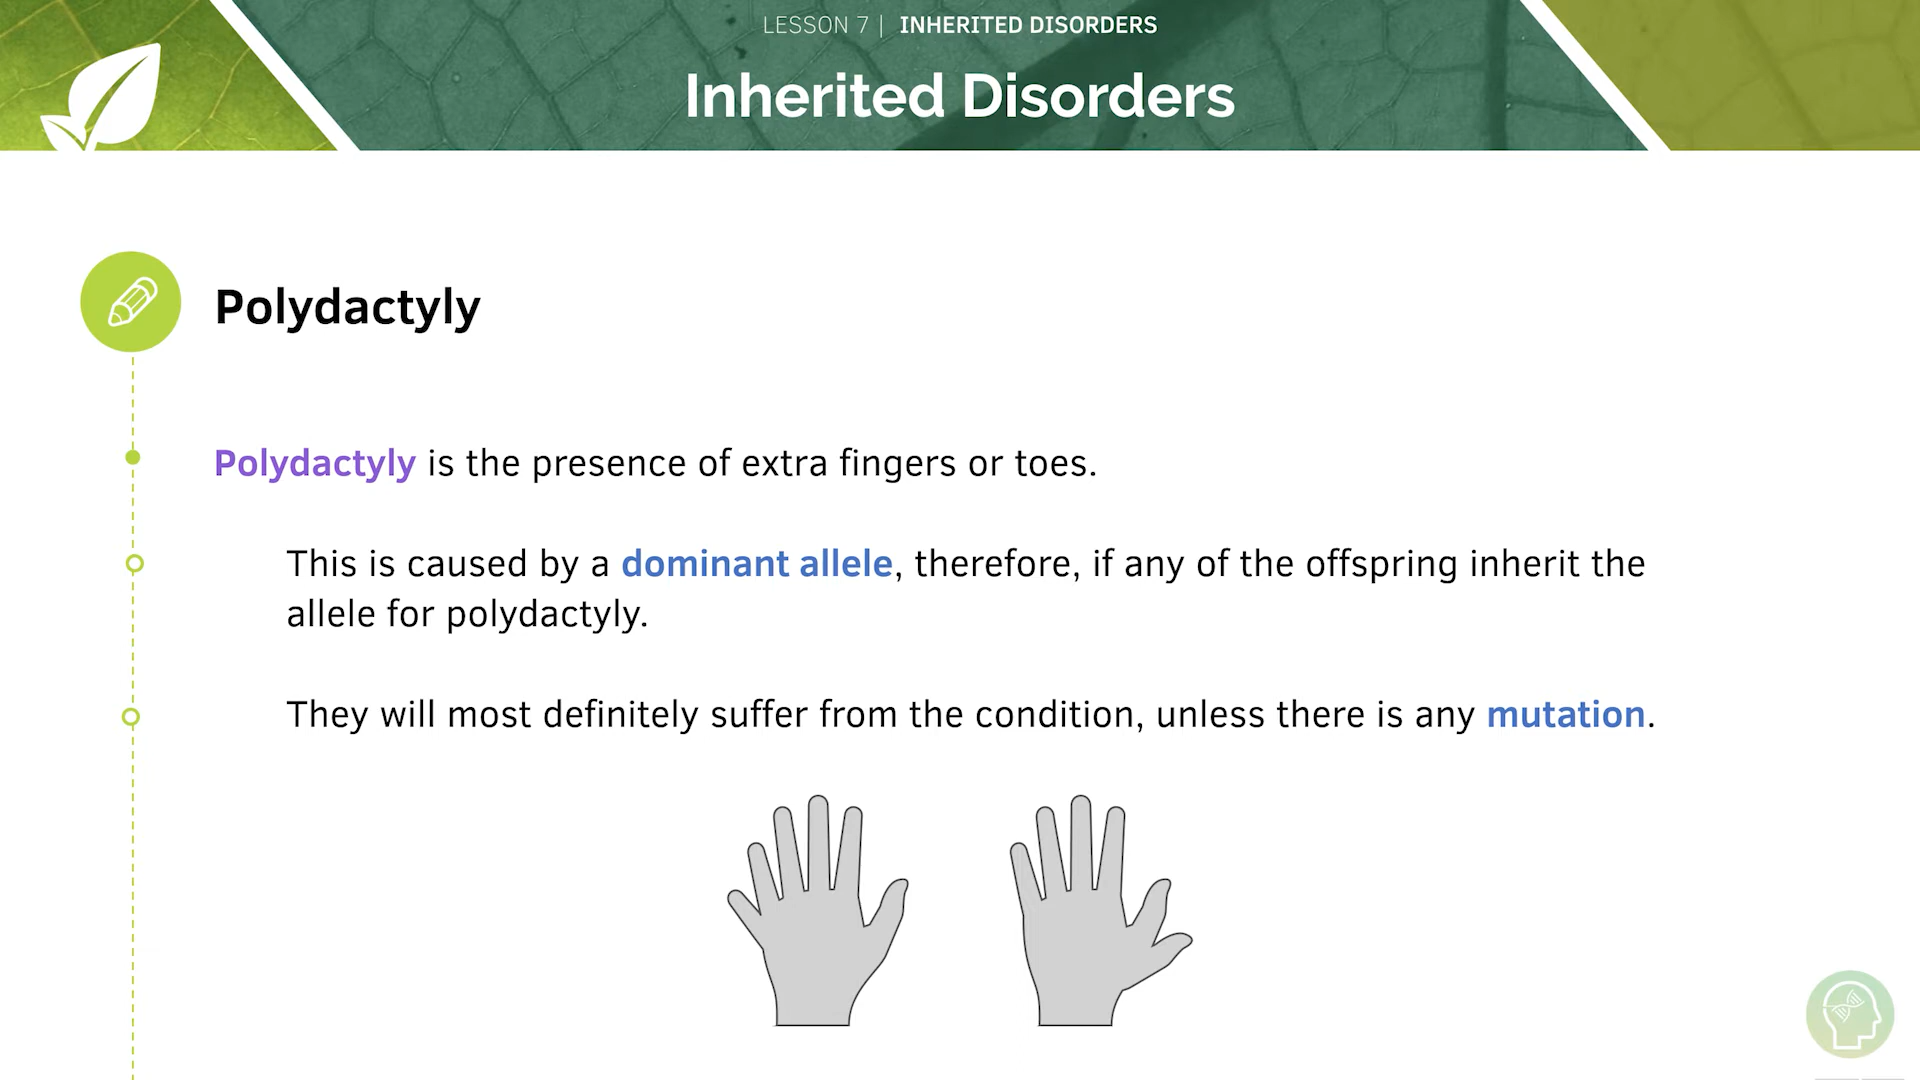 LESSON 7 | INHERITED DISORDERS
Inherited Disorders
Polydactyly
Polydactyly is the presence of extra fingers or toes.
This is caused by a dominant allele, therefore, if any of the offspring inherit the
allele for polydactyly.
They will most definitely suffer from the condition, unless there is any mutation.